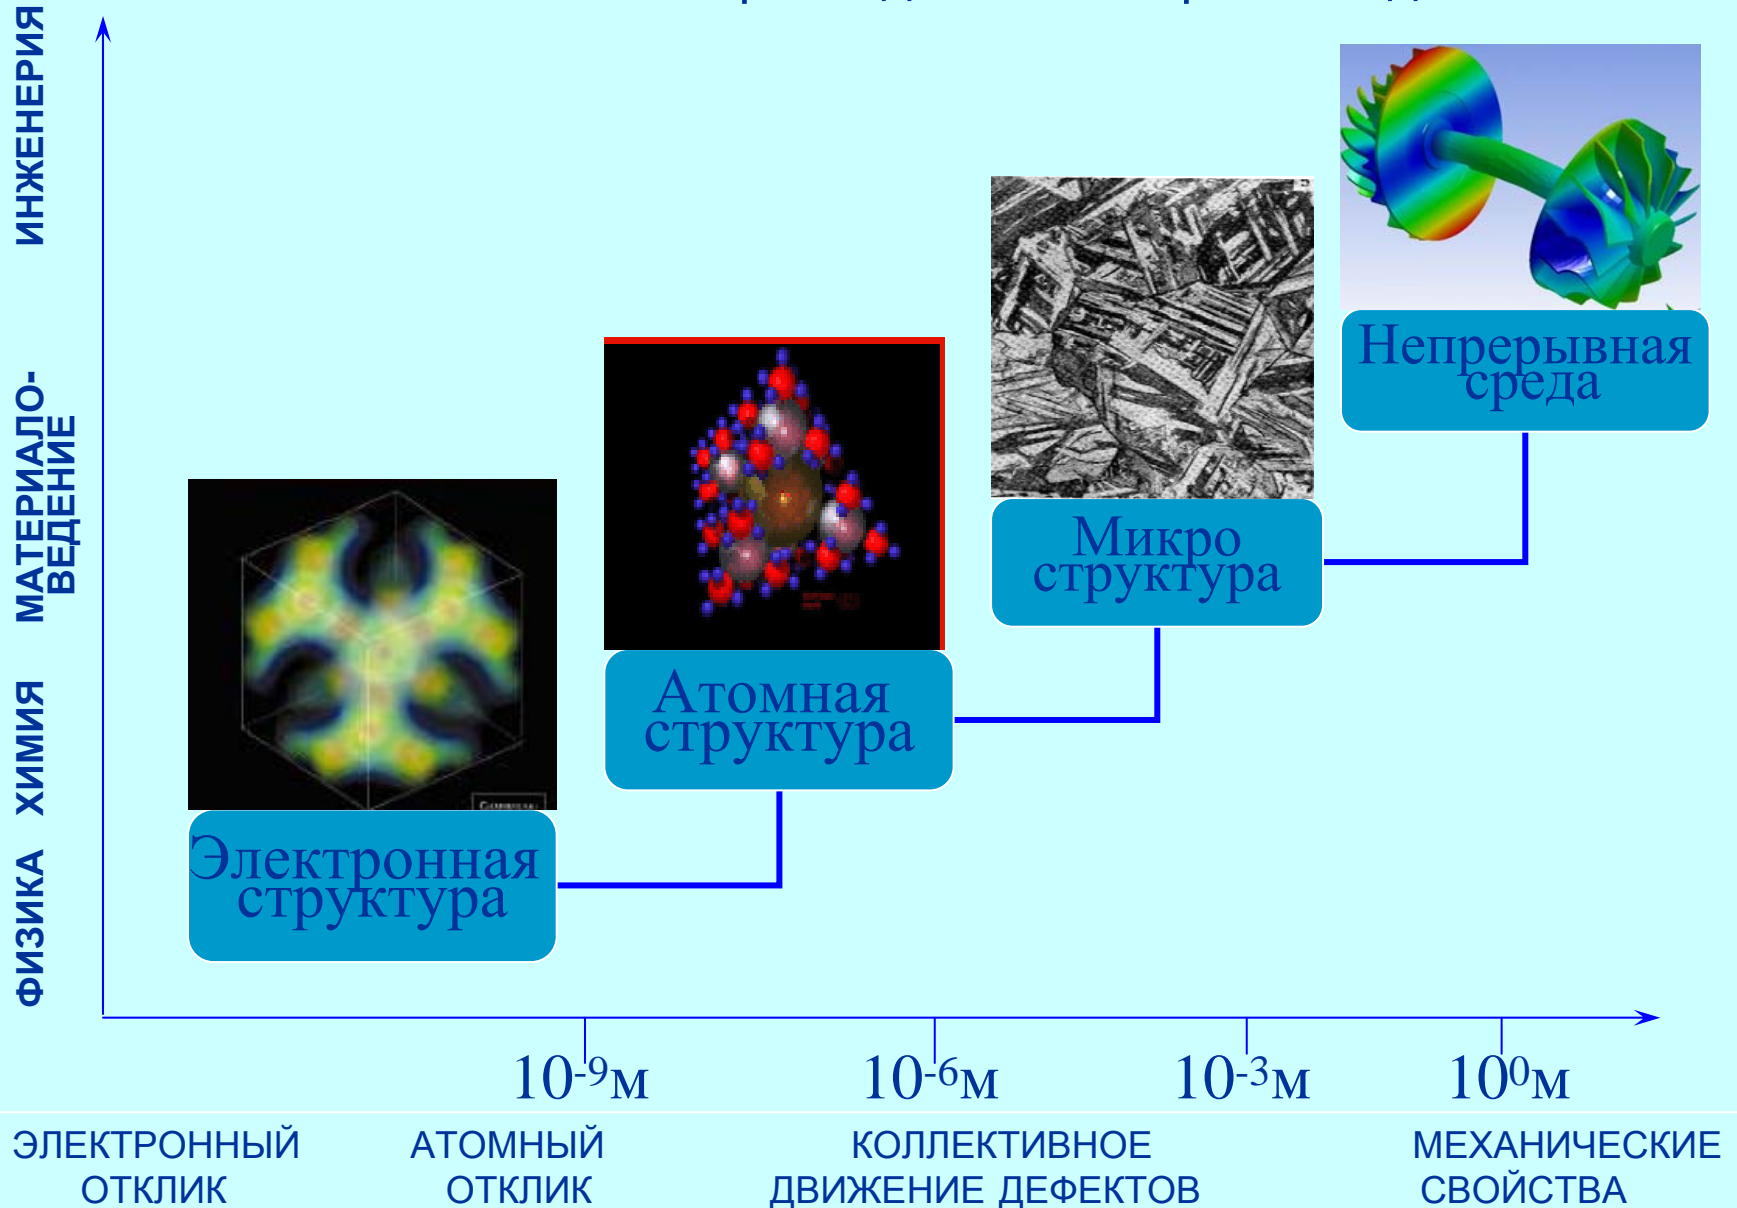 ИНЖЕНЕРИЯ
МАТЕРИАЛО-
ВЕДЕНИЕ
ХИМИЯ
ФИЗИКА
Непрерывная
среда
Микро
структура
Атомная
структура
Электронная
структура
10⁻⁹м 10⁻⁶м 10⁻³м 10⁰м
ЭЛЕКТРОННЫЙ АТОМНЫЙ КОЛЛЕКТИВНОЕ МЕХАНИЧЕСКИЕ
ОТКЛИК ОТКЛИК ДВИЖЕНИЕ ДЕФЕКТОВ СВОЙСТВА